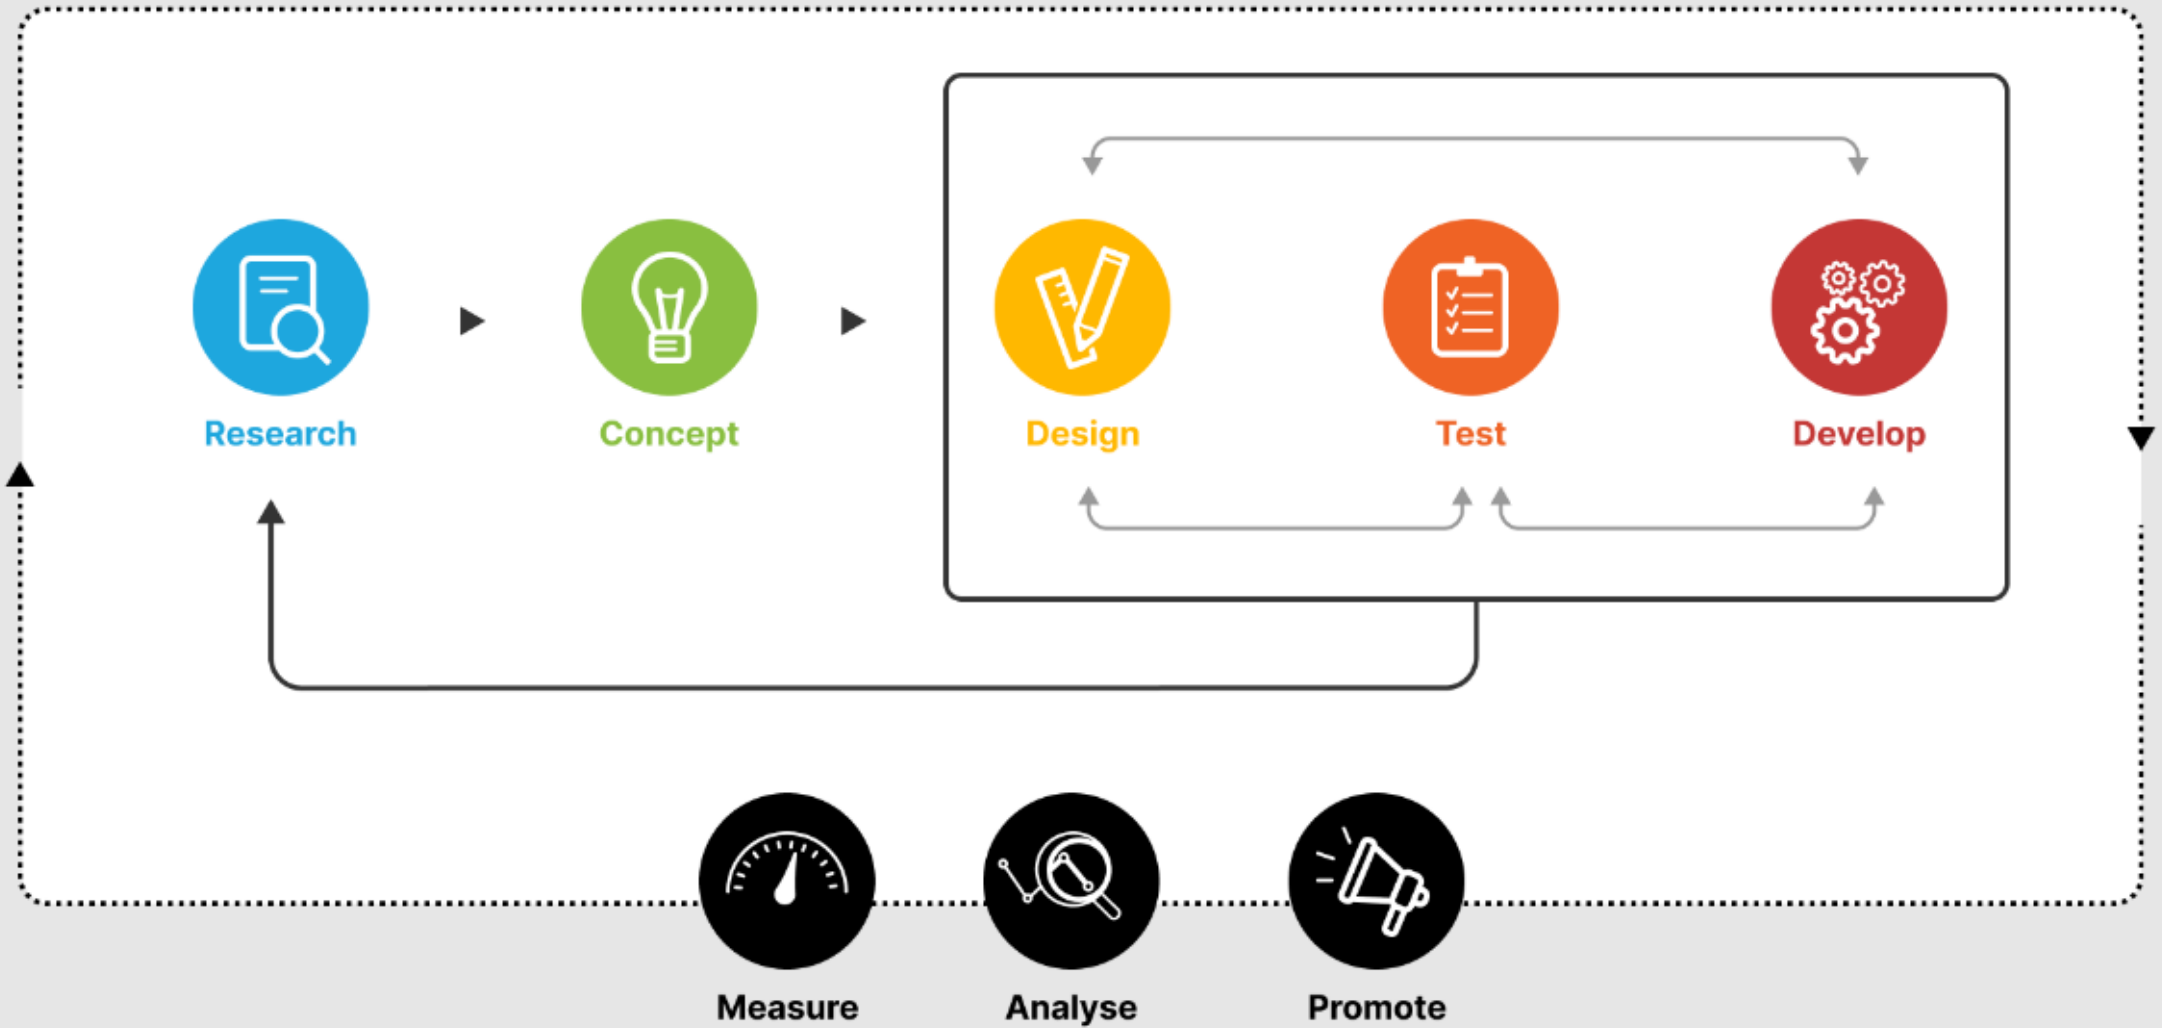 Research
Concept
Design
Test
Develop
Measure
Analyse
Promote